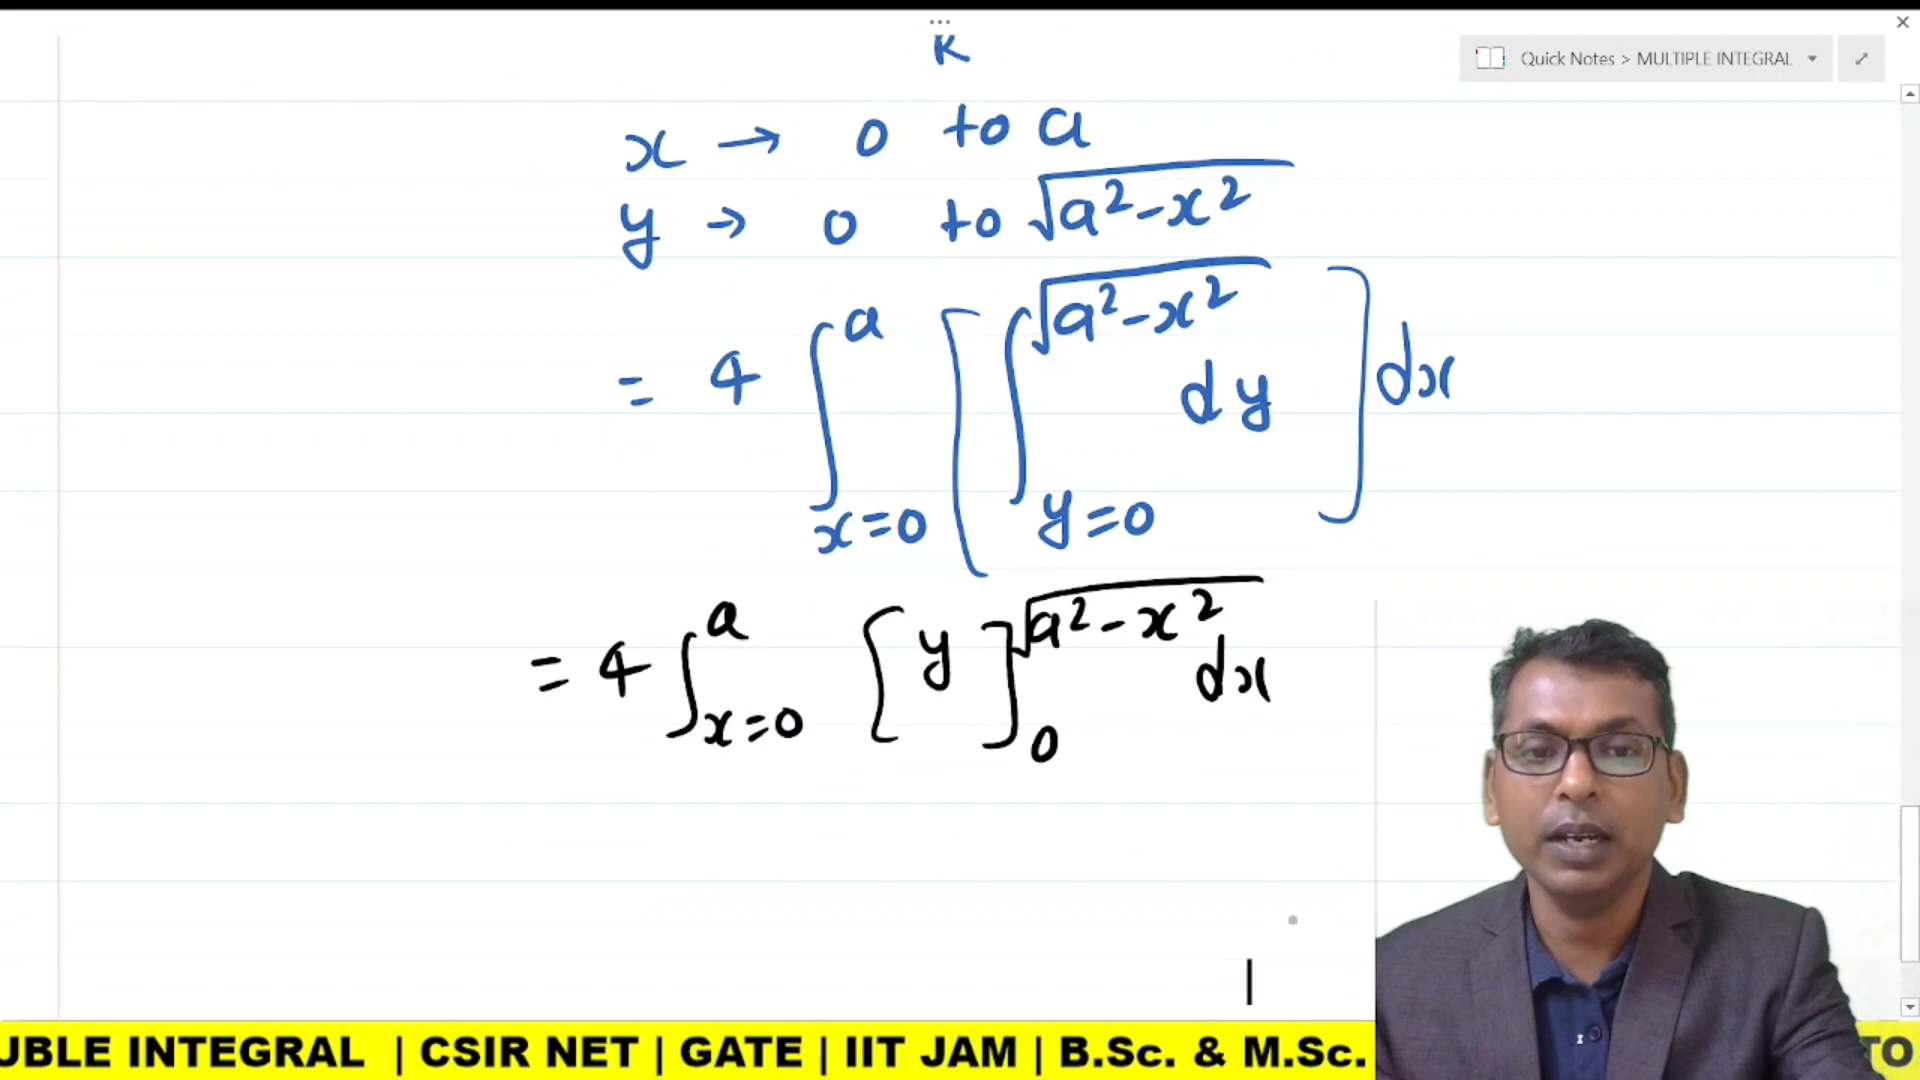 R
Quick Notes > MULTIPLE INTEGRAL
x → 0 to a
y → 0 to √(a² - x²)
= 4 ∫_{x=0}^{a} [ ∫_{y=0}^{√(a² - x²)} dy ] dx
= 4 ∫_{x=0}^{a} [ y ]_{0}^{√(a² - x²)} dx
UBLE INTEGRAL | CSIR NET | GATE | IIT JAM | B.Sc. & M.Sc. TO